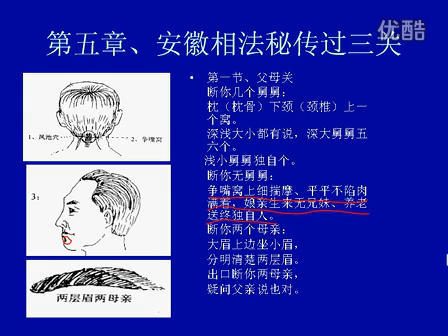 优酷
第五章、安徽相法秘传过三关
• 第一节、父母关
断你几个舅舅:
枕（枕骨）下颈（颈椎）上一
个窝。
深浅大小都有说，深大舅舅五
六个。
浅小舅舅独自个。
断你无舅舅:
争嘴窝上细揣摩、平平不陷肉
满着，娘亲生来无兄妹、养老
送终独自人。
断你两个母亲:
大眉上边坐小眉，
分明清楚两层眉。
出口断你两母亲，
疑问父亲说也对。
1、风池穴
2、争嘴窝
3:
两层眉两母亲